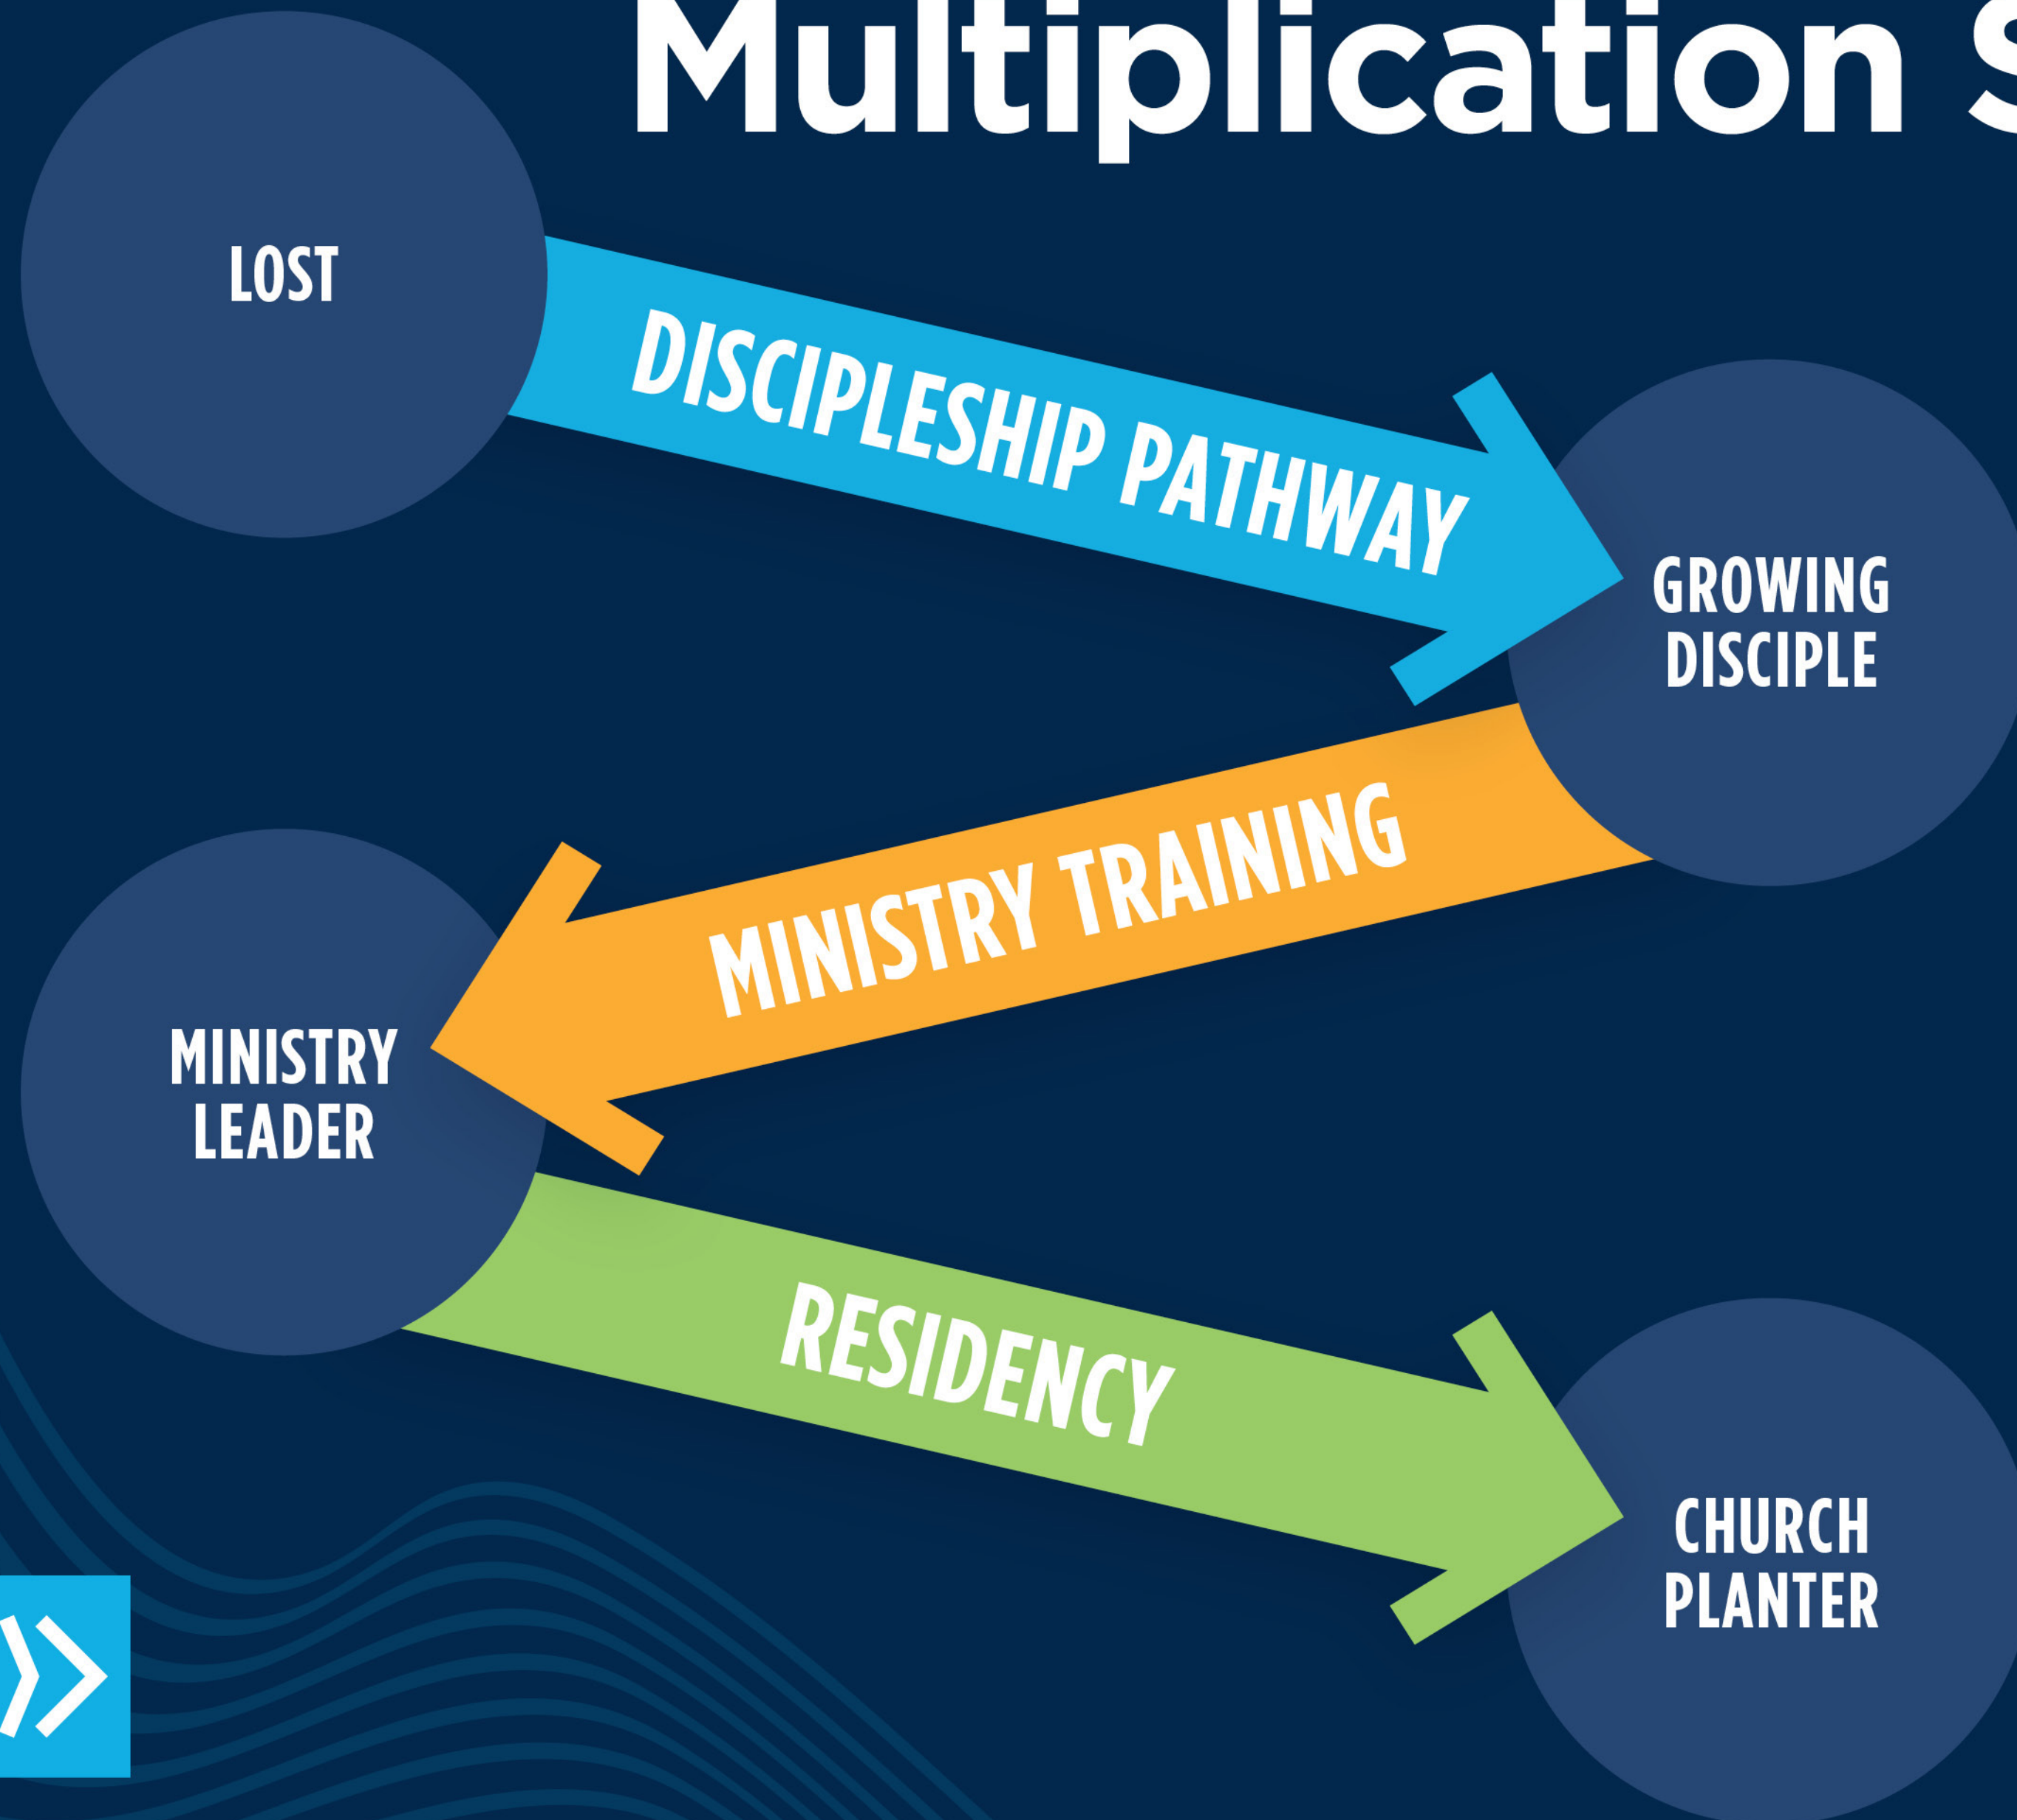 Multiplication S
LOST
DISCIPLESHIP PATHWAY
GROWING
DISCIPLE
MINISTRY TRAINING
MINISTRY
LEADER
RESIDENCY
CHURCH
PLANTER